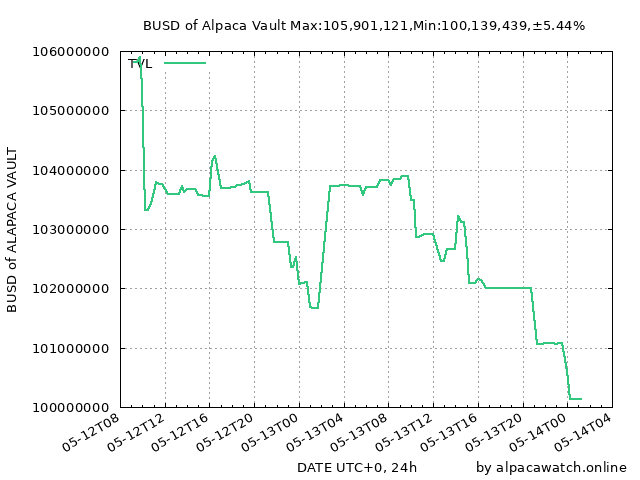 BUSD of Alpaca Vault Max:105,901,121,Min:100,139,439,±5.44%
TVL
106000000
105000000
104000000
103000000
102000000
101000000
100000000
BUSD of ALAPACA VAULT
05-12T08
05-12T12
05-12T16
05-12T20
05-13T00
05-13T04
05-13T08
05-13T12
05-13T16
05-13T20
05-14T00
05-14T04
DATE UTC+0, 24h
by alpacawatch.online